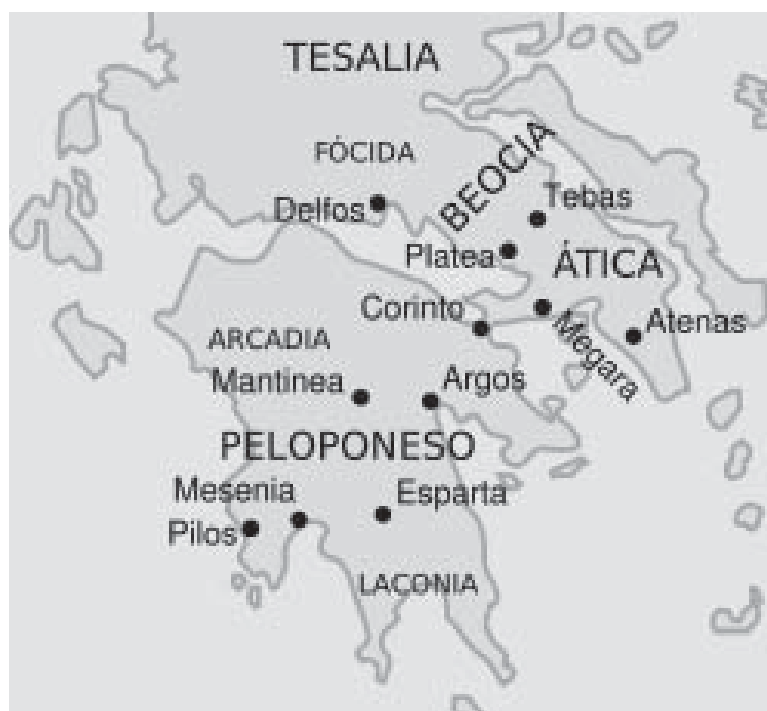 TESALIA
FÓCIDA
BEOCIA
Delfos
Tebas
Platea
ÁTICA
Corinto
Megara
Atenas
ARCADIA
Mantinea
Argos
PELOPONESO
Mesenia
Esparta
Pilos
LACONIA